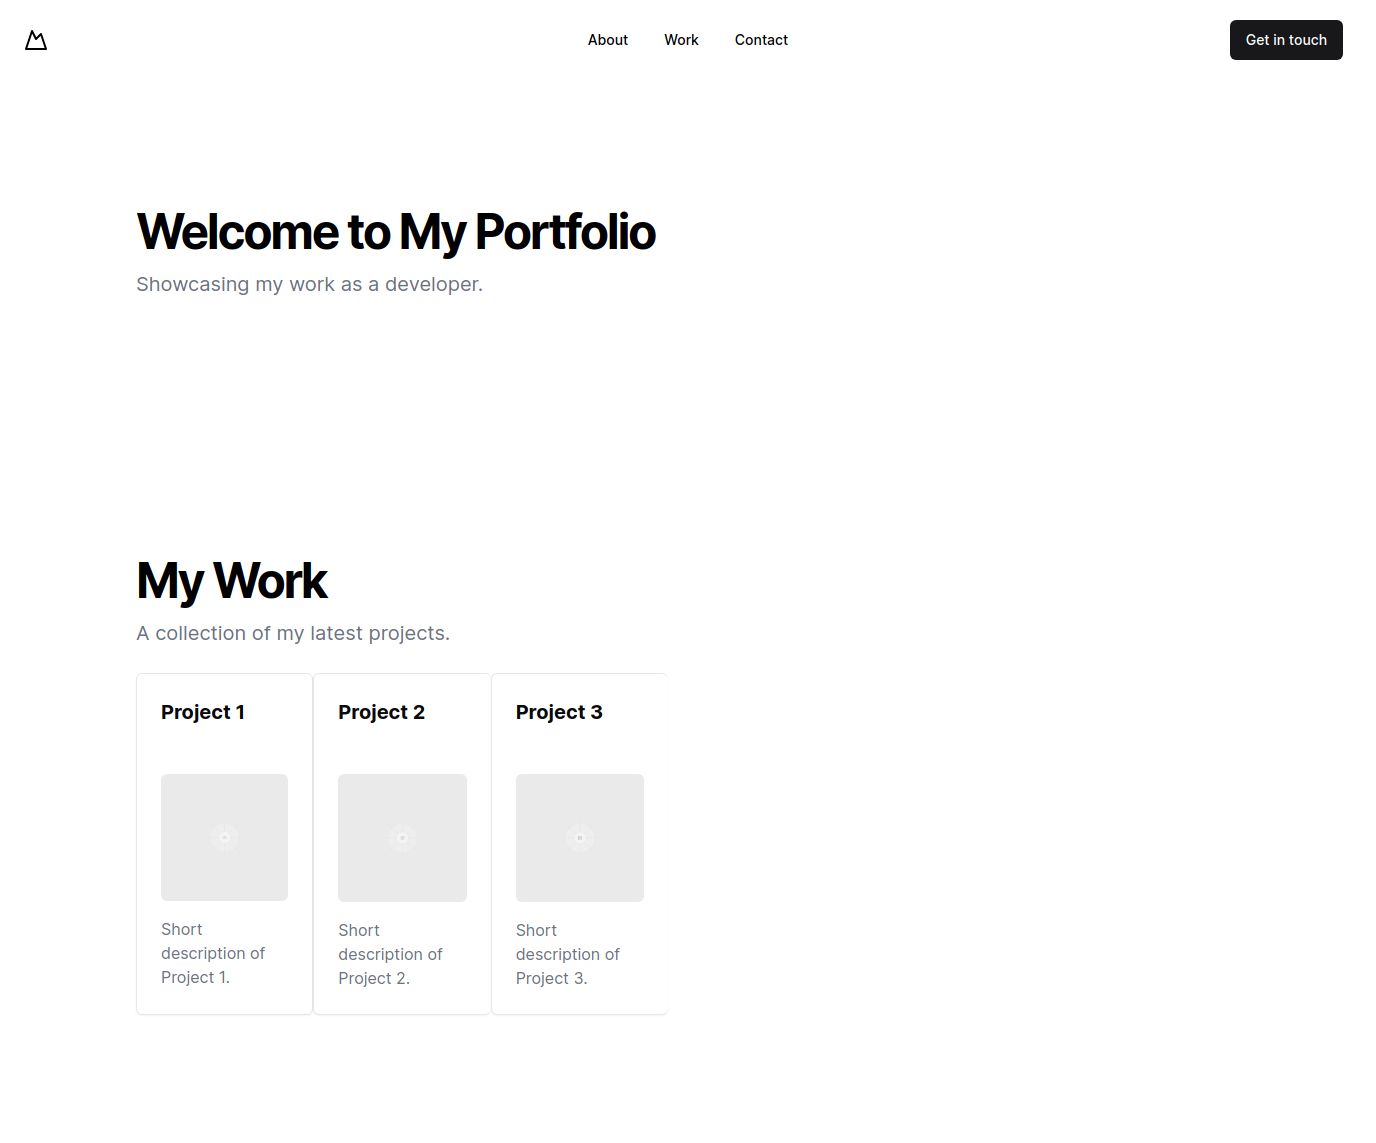 About
Work
Contact
Get in touch
Welcome to My Portfolio
Showcasing my work as a developer.
My Work
A collection of my latest projects.
Project 1
Short
description of
Project 1.
Project 2
Short
description of
Project 2.
Project 3
Short
description of
Project 3.